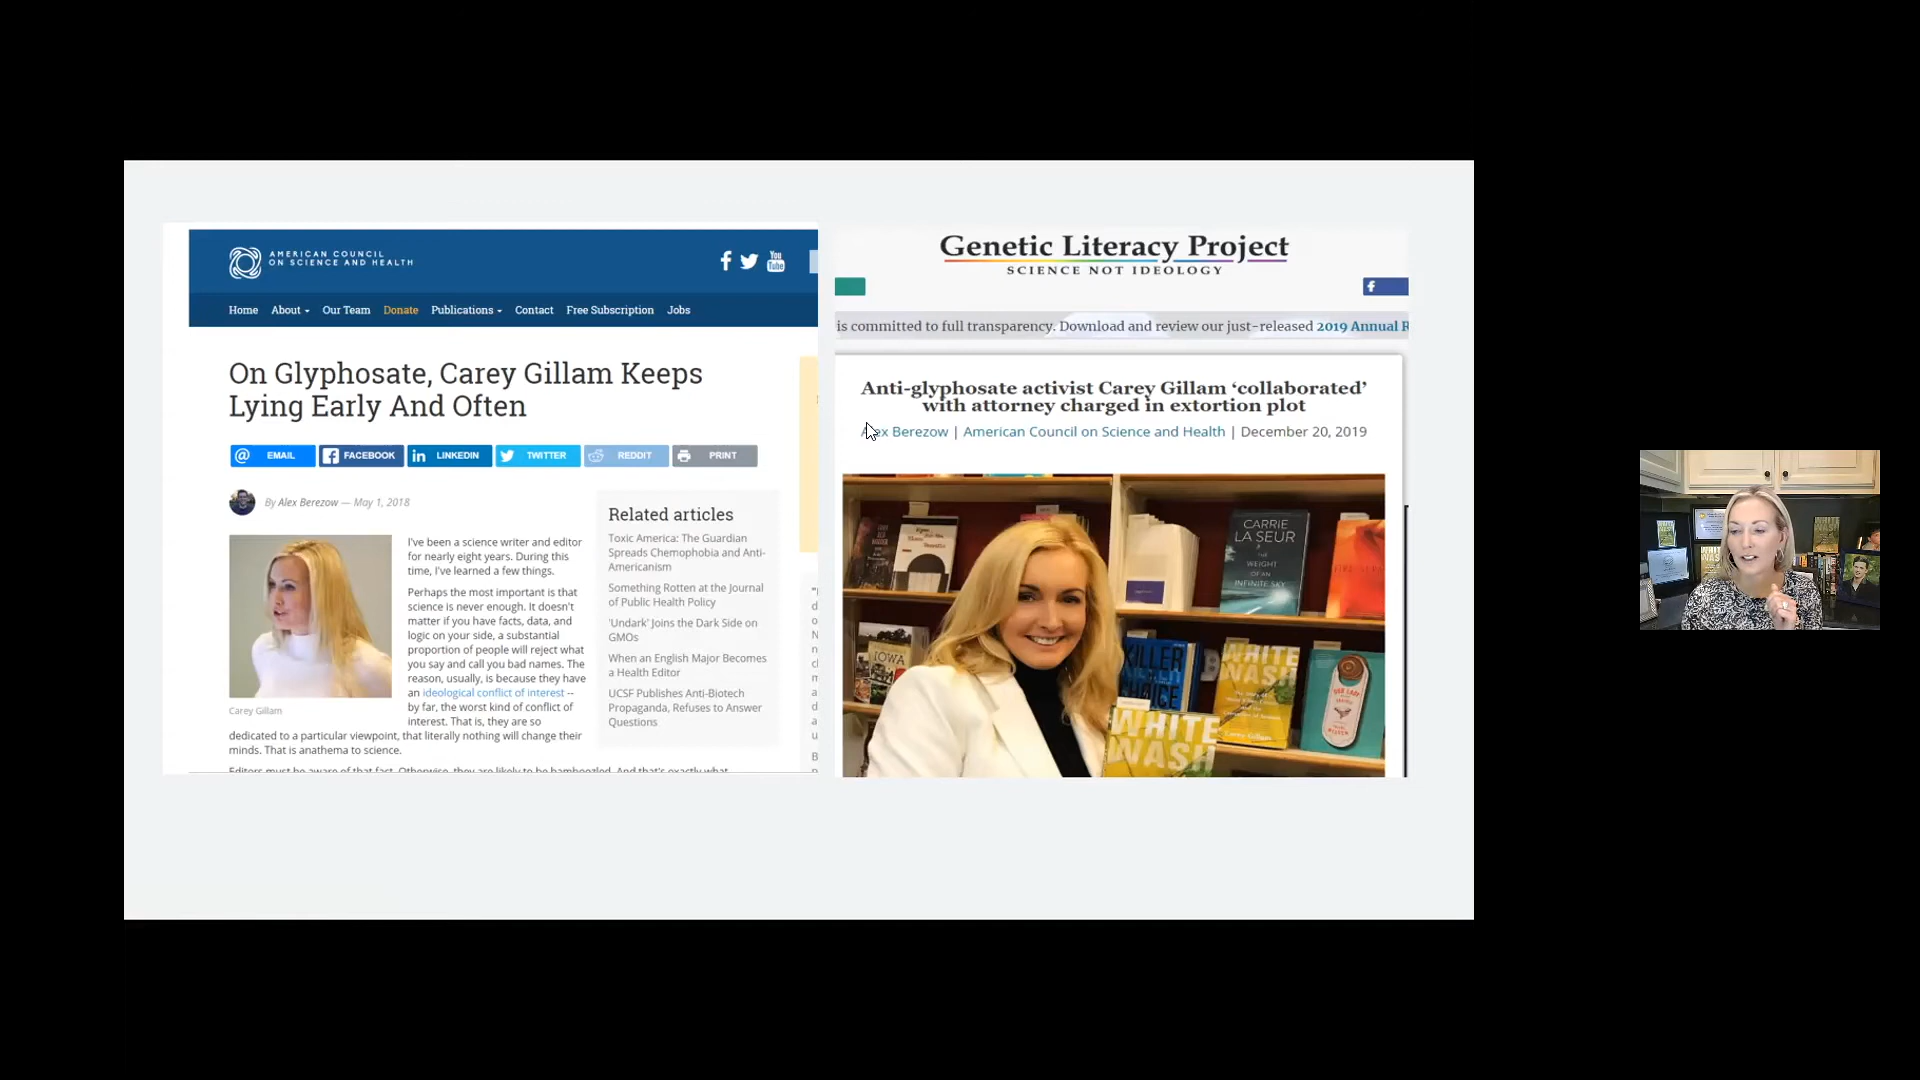 AMERICAN COUNCIL
ON SCIENCE AND HEALTH
You
Tube
Home About Our Team Donate Publications Contact Free Subscription Jobs
On Glyphosate, Carey Gillam Keeps
Lying Early And Often
EMAIL FACEBOOK LINKEDIN TWITTER REDDIT PRINT
By Alex Berezow — May 1, 2018
I've been a science writer and editor
for nearly eight years. During this
time, I've learned a few things.
Perhaps the most important is that
science is never enough. It doesn't
matter if you have facts, data, and
logic on your side, a substantial
proportion of people will reject what
you say and call you bad names. The
reason, usually, is because they have
an ideological conflict of interest --
by far, the worst kind of conflict of
interest. That is, they are so
dedicated to a particular viewpoint, that literally nothing will change their
minds. That is anathema to science.
Editors must be aware of that fact. Otherwise, they are likely to be bamboozled. And that's exactly what
Carey Gillam
Related articles
Toxic America: The Guardian
Spreads Chemophobia and Anti-
Americanism
Something Rotten at the Journal
of Public Health Policy
'Undark' Joins the Dark Side on
GMOs
When an English Major Becomes
a Health Editor
UCSF Publishes Anti-Biotech
Propaganda, Refuses to Answer
Questions
Genetic Literacy Project
SCIENCE NOT IDEOLOGY
is committed to full transparency. Download and review our just-released 2019 Annual R
Anti-glyphosate activist Carey Gillam ‘collaborated’
with attorney charged in extortion plot
Alex Berezow | American Council on Science and Health | December 20, 2019
CARRIE
LA SEUR
THE
WEIGHT
OF AN
INFINITE SKY
IOWA
KILLER
CHOICE
WHITE
WASH
WHITE
WASH
Carey Gillam
WHITE
WASH